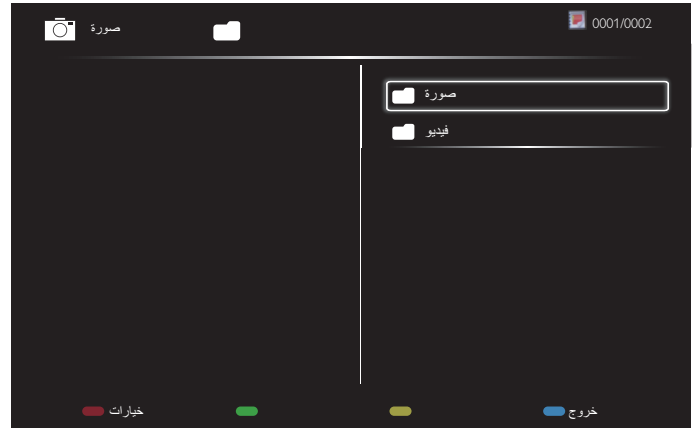 صورة
0001/0002
صورة
فيديو
خيارات
خروج